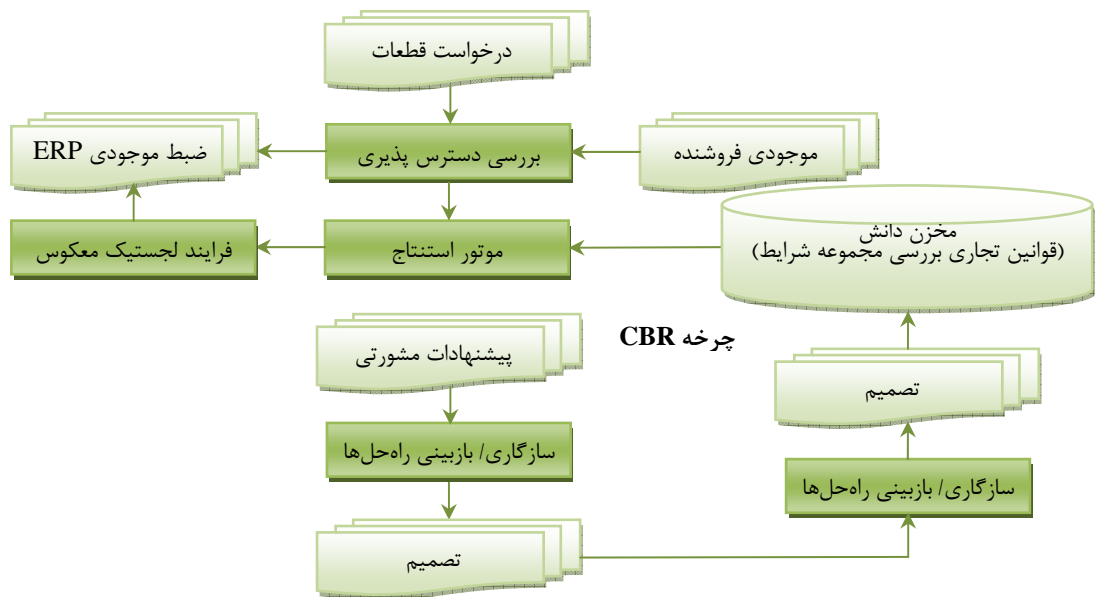 درخواست قطعات
موجودی فروشنده
بررسی دسترس پذیری
ضبط موجودی ERP
مخزن دانش
(قوانین تجاری بررسی مجموعه شرایط)
موتور استنتاج
فرایند لجستیک معکوس
چرخه CBR
پیشنهادات مشورتی
تصمیم
سازگاری/ بازبینی راه‌حل‌ها
سازگاری/ بازبینی راه‌حل‌ها
تصمیم